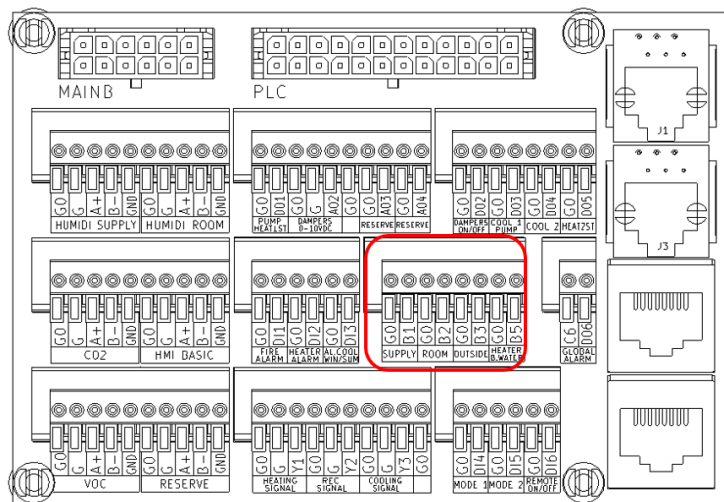 MAINB PLC
J1
J3
G0 G A+ B- GND G0 G A+ B- GND
HUMIDI SUPPLY HUMIDI ROOM
G0 DO1 G0 G AO2 G0 G0 AO3 G0 AO4
PUMP HEAT1ST DAMPERS 0-10VDC RESERVE RESERVE
G0 DO2 G0 DO3 G0 DO4 G0 DO5
DAMPERS ON/OFF COOL 1 PUMP COOL 2 HEAT2ST
G0 G A+ B- GND G0 G A+ B- GND
CO2 HMI BASIC
G0 DI1 G0 DI2 G0 DI3
FIRE ALARM HEATER ALARM AL.COOL WIN/SUM
G0 B1 G0 B2 G0 B3 G0 B5
SUPPLY ROOM OUTSIDE HEATER B.WATER
C6 DO6
GLOBAL ALARM
G0 G A+ B- GND G0 G A+ B- GND
VOC RESERVE
G0 G Y1 G0 G Y2 G0 G Y3 G0
HEATING SIGNAL REC SIGNAL COOLING SIGNAL
G0 DI4 G0 DI5 G0 DI6
MODE 1 MODE 2 REMOTE ON/OFF